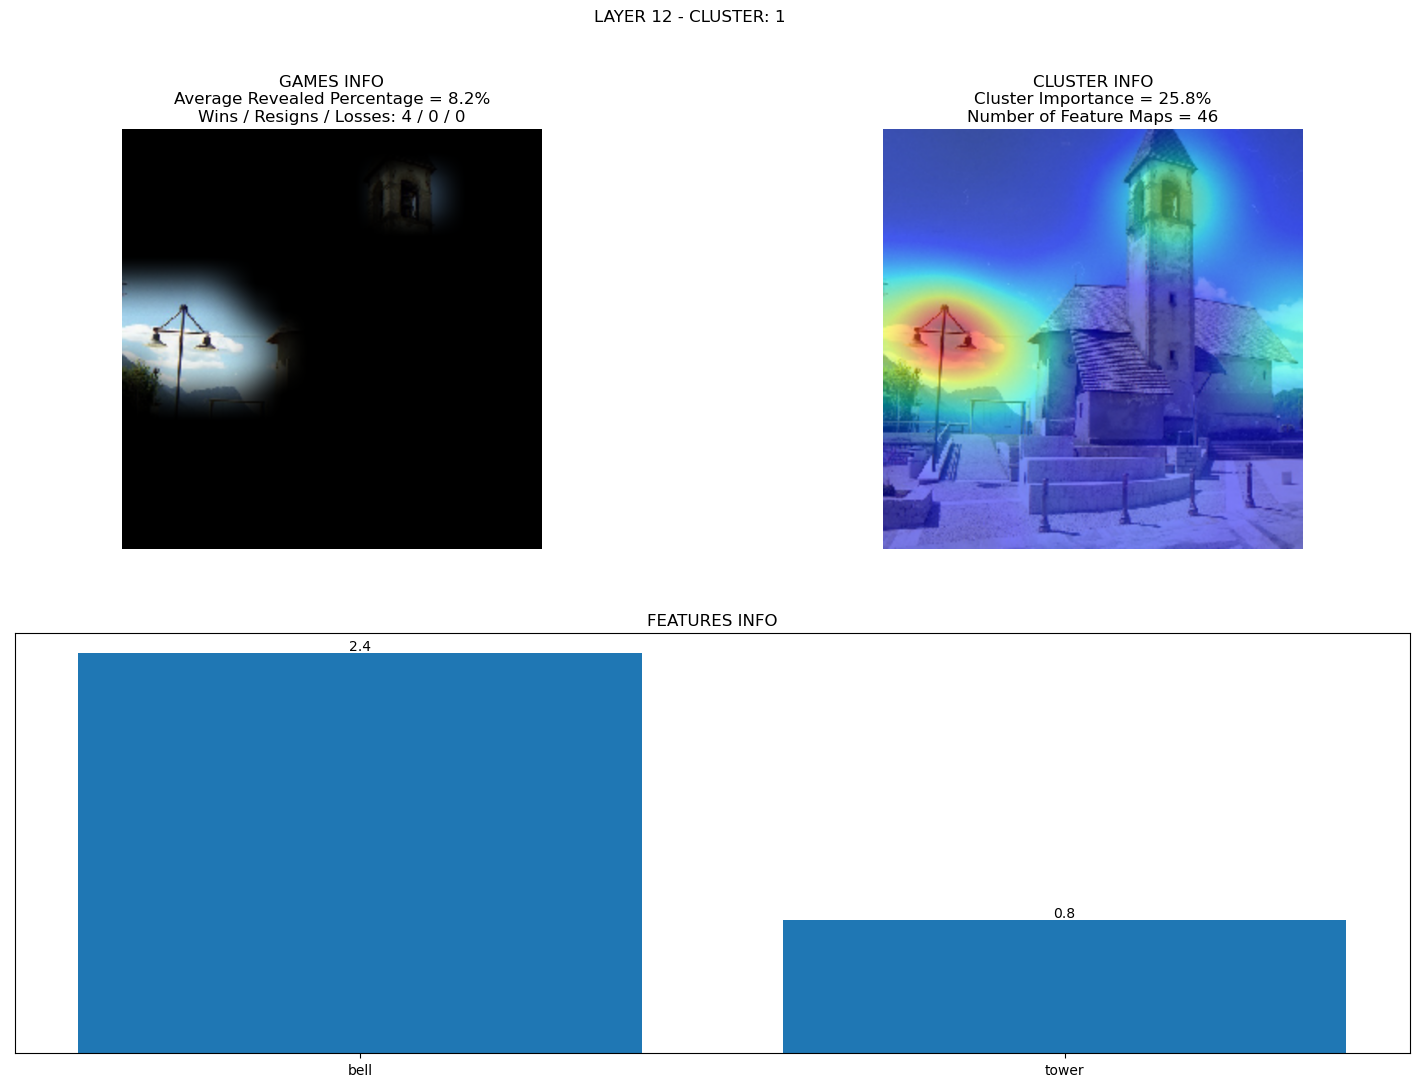 LAYER 12 - CLUSTER: 1
GAMES INFO
Average Revealed Percentage = 8.2%
Wins / Resigns / Losses: 4 / 0 / 0
CLUSTER INFO
Cluster Importance = 25.8%
Number of Feature Maps = 46
FEATURES INFO
2.4
0.8
bell
tower